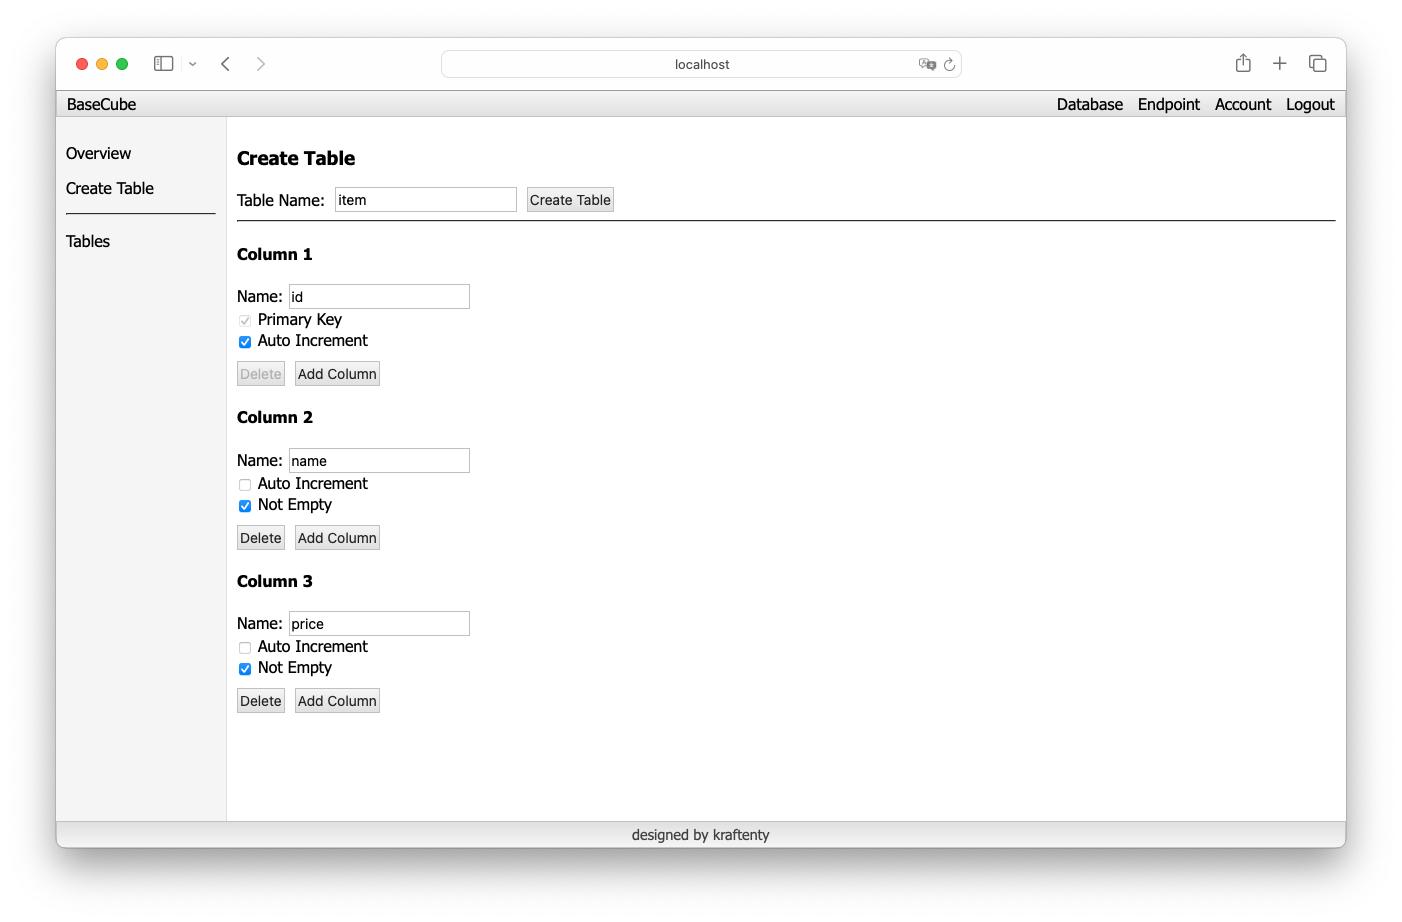 localhost
BaseCube Database Endpoint Account Logout
Overview
Create Table
Tables
Create Table
Table Name: item Create Table
Column 1
Name: id
Primary Key
Auto Increment
Delete Add Column
Column 2
Name: name
Auto Increment
Not Empty
Delete Add Column
Column 3
Name: price
Auto Increment
Not Empty
Delete Add Column
designed by kraftenty